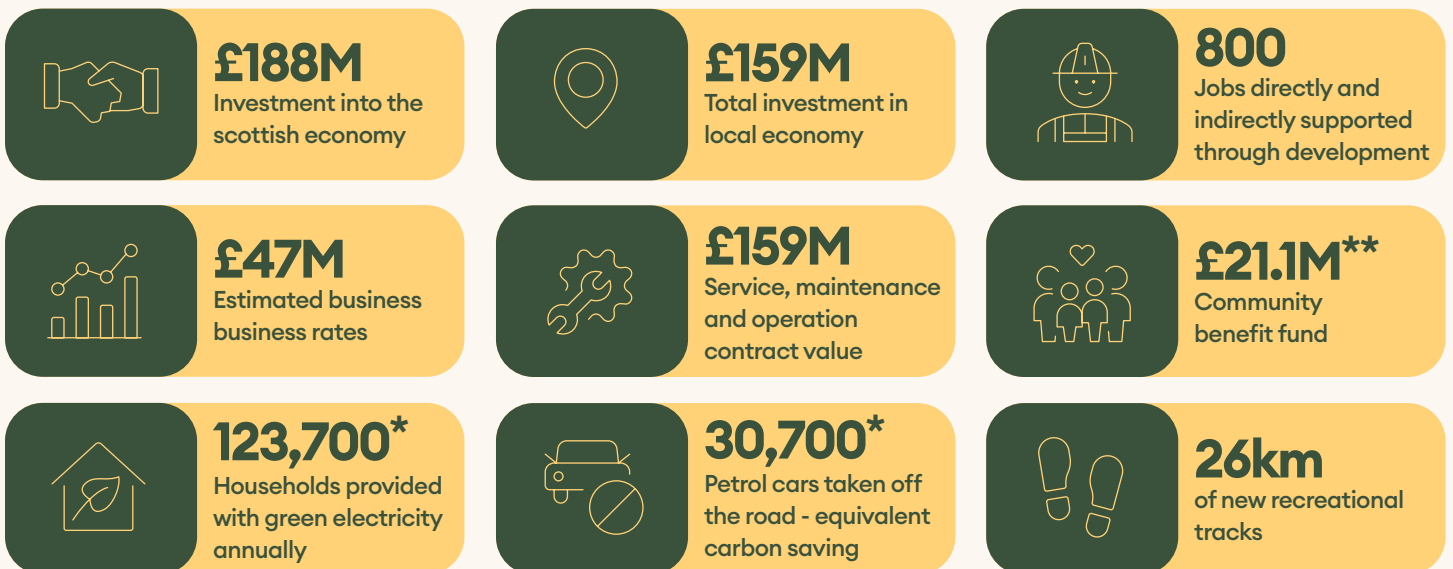 £188M
Investment into the
scottish economy
£159M
Total investment in
local economy
800
Jobs directly and
indirectly supported
through development
£47M
Estimated business
business rates
£159M
Service, maintenance
and operation
contract value
£21.1M**
Community
benefit fund
123,700*
Households provided
with green electricity
annually
30,700*
Petrol cars taken off
the road - equivalent
carbon saving
26km
of new recreational
tracks